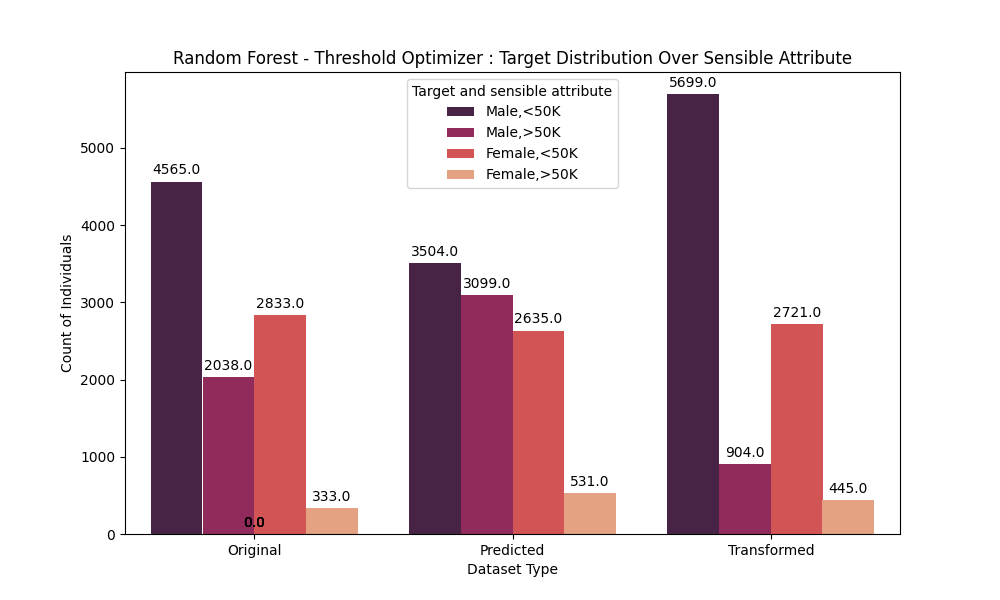 Random Forest - Threshold Optimizer : Target Distribution Over Sensible Attribute
Target and sensible attribute
Male,<50K
Male,>50K
Female,<50K
Female,>50K
Count of Individuals
5000
4000
3000
2000
1000
0
4565.0
2038.0
2833.0
333.0
0.0
3504.0
3099.0
2635.0
531.0
5699.0
904.0
2721.0
445.0
Original
Predicted
Transformed
Dataset Type